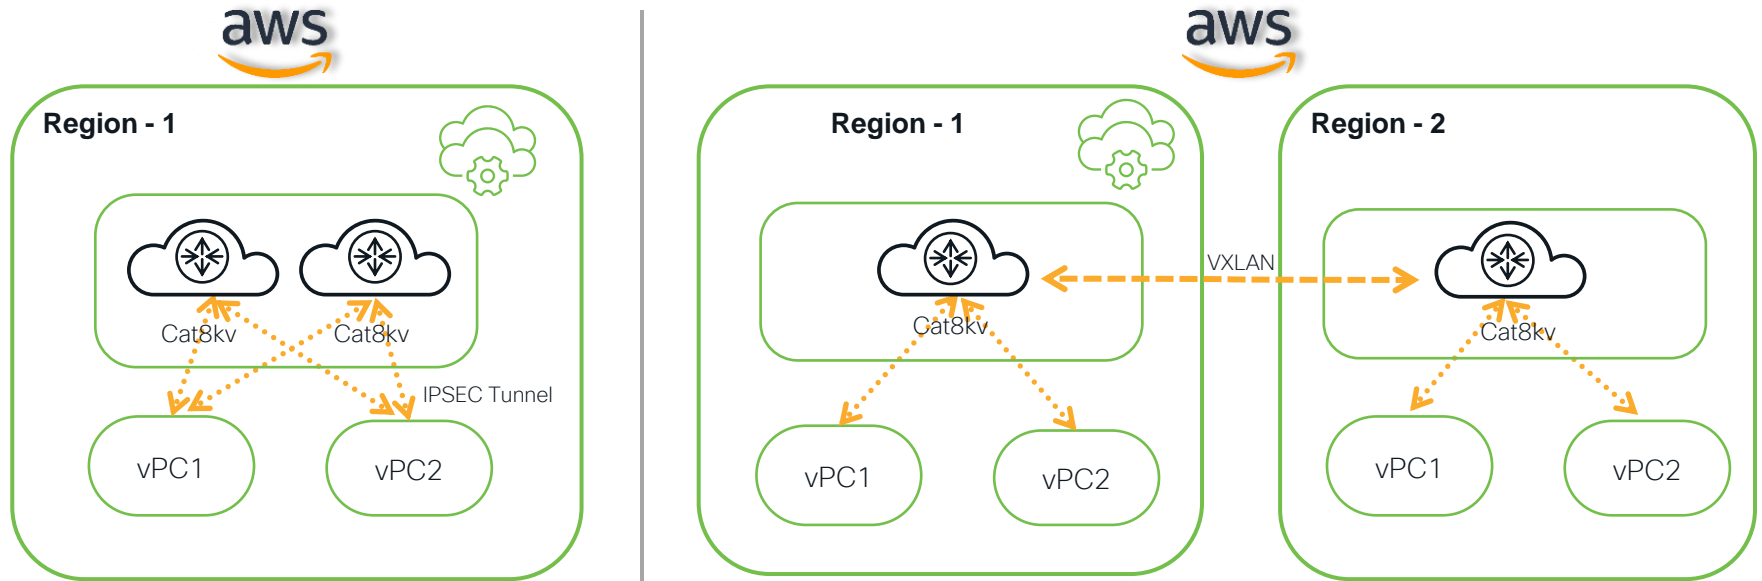 aws
Region - 1
Cat8kv
Cat8kv
IPSEC Tunnel
vPC1
vPC2
aws
Region - 1
Region - 2
VXLAN
Cat8kv
Cat8kv
vPC1
vPC2
vPC1
vPC2